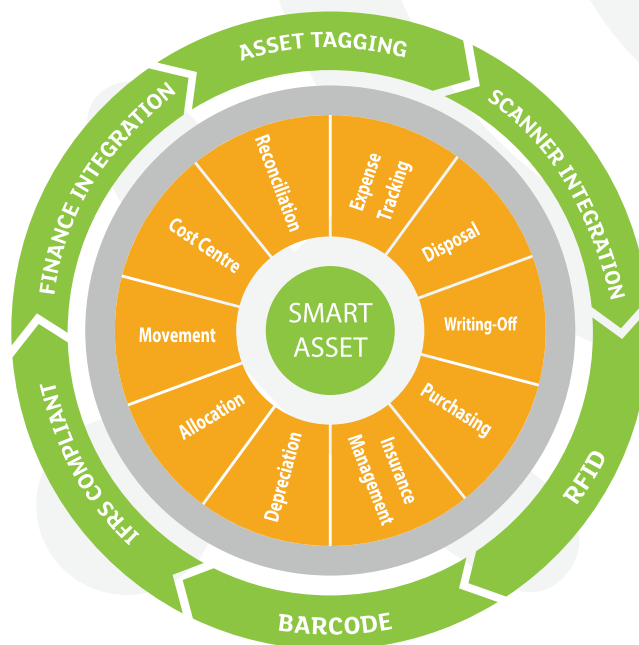 ASSET TAGGING
SCANNER INTEGRATION
RFID
BARCODE
IFRS COMPLIANT
FINANCE INTEGRATION
Expense
Tracking
Disposal
Writing-Off
Purchasing
Insurance
Management
Depreciation
Allocation
Movement
Cost Centre
Reconciliation
SMART
ASSET